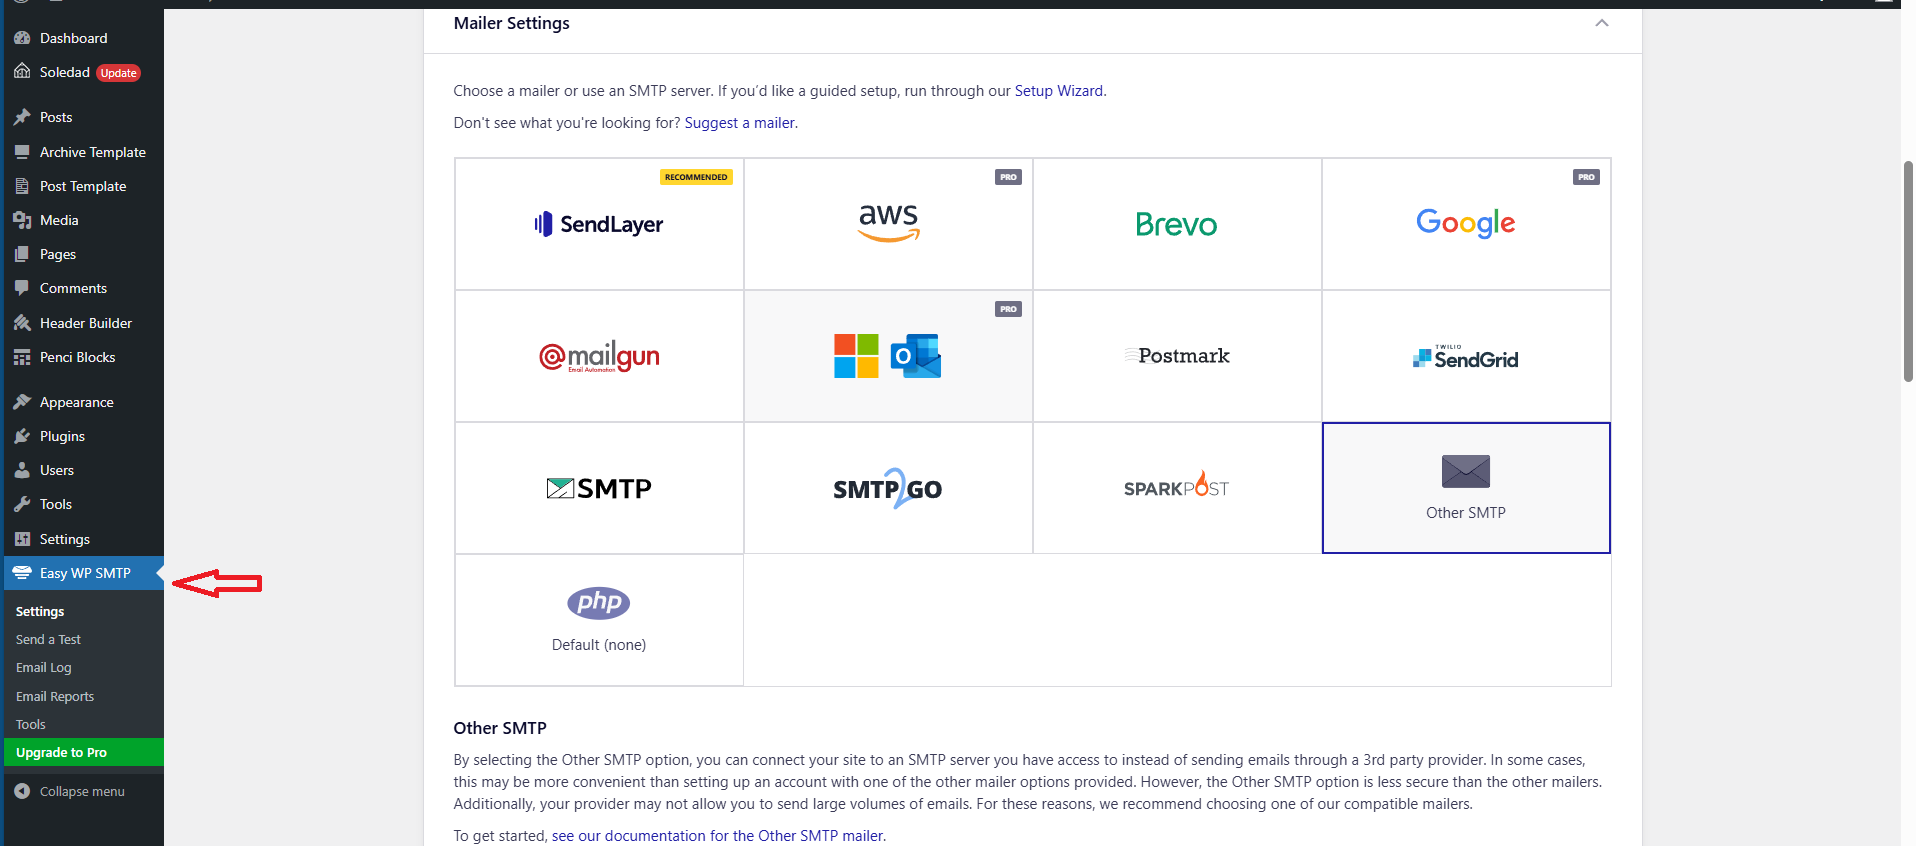 Dashboard
Soledad Update
Posts
Archive Template
Post Template
Media
Pages
Comments
Header Builder
Penci Blocks
Appearance
Plugins
Users
Tools
Settings
Easy WP SMTP
Settings
Send a Test
Email Log
Email Reports
Tools
Upgrade to Pro
Collapse menu
Mailer Settings
Choose a mailer or use an SMTP server. If you’d like a guided setup, run through our Setup Wizard.
Don't see what you're looking for? Suggest a mailer.
RECOMMENDED
SendLayer
PRO
aws
Brevo
PRO
Google
mailgun
Email Automation
PRO
O
Postmark
TWILIO
SendGrid
SMTP
SMTP2GO
SPARKPOST
Other SMTP
php
Default (none)
Other SMTP
By selecting the Other SMTP option, you can connect your site to an SMTP server you have access to instead of sending emails through a 3rd party provider. In some cases,
this may be more convenient than setting up an account with one of the other mailer options provided. However, the Other SMTP option is less secure than the other mailers.
Additionally, your provider may not allow you to send large volumes of emails. For these reasons, we recommend choosing one of our compatible mailers.
To get started, see our documentation for the Other SMTP mailer.